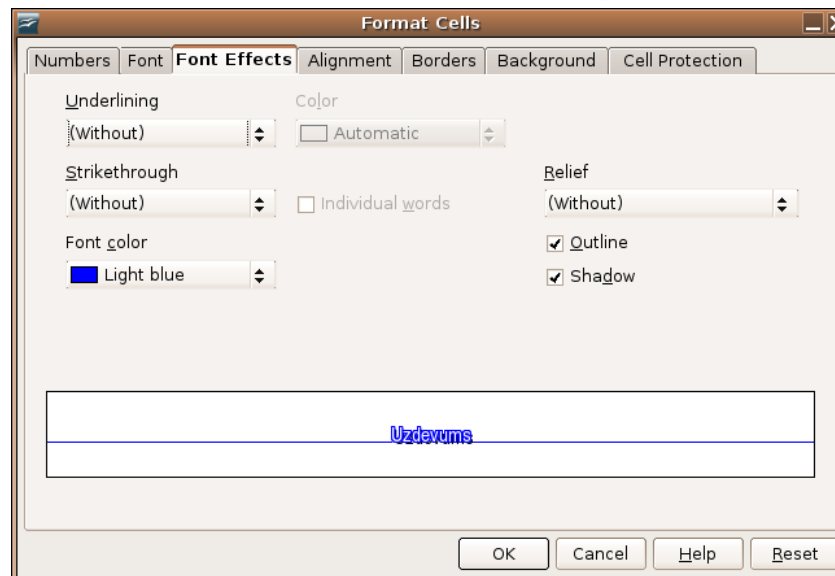 Format Cells
Numbers Font Font Effects Alignment Borders Background Cell Protection
Underlining Color
(Without) Automatic
Strikethrough Relief
(Without) Individual words (Without)
Font color Outline
Light blue Shadow
Uzdevums
OK Cancel Help Reset